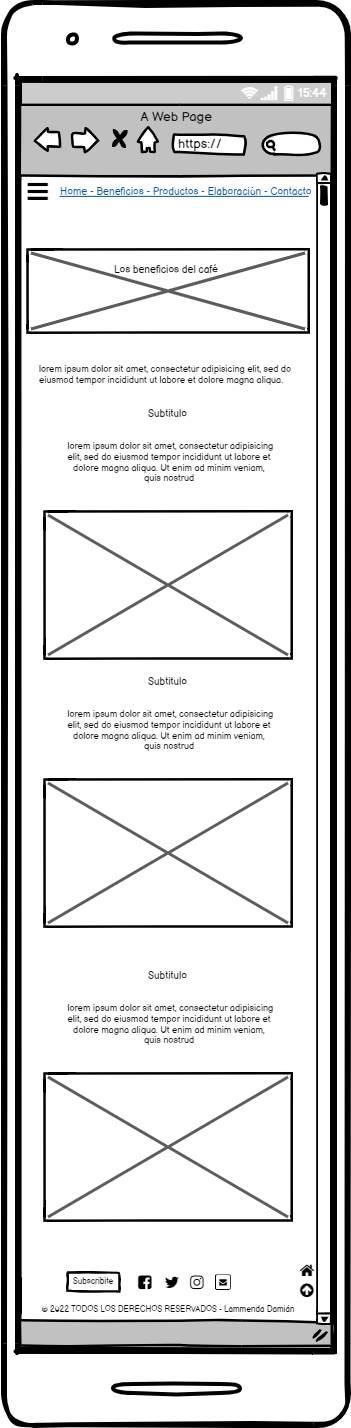 15:44
A Web Page
https://
Home - Beneficios - Productos - Elaboración - Contacto
Los beneficios del café
lorem ipsum dolor sit amet, consectetur adipisicing elit, sed do
eiusmod tempor incididunt ut labore et dolore magna aliqua.
Subtitulo
lorem ipsum dolor sit amet, consectetur adipisicing
elit, sed do eiusmod tempor incididunt ut labore et
dolore magna aliqua. Ut enim ad minim veniam,
quis nostrud
Subtitulo
lorem ipsum dolor sit amet, consectetur adipisicing
elit, sed do eiusmod tempor incididunt ut labore et
dolore magna aliqua. Ut enim ad minim veniam,
quis nostrud
Subtitulo
lorem ipsum dolor sit amet, consectetur adipisicing
elit, sed do eiusmod tempor incididunt ut labore et
dolore magna aliqua. Ut enim ad minim veniam,
quis nostrud
Subscribite
© 2022 TODOS LOS DERECHOS RESERVADOS - Lammenda Damián